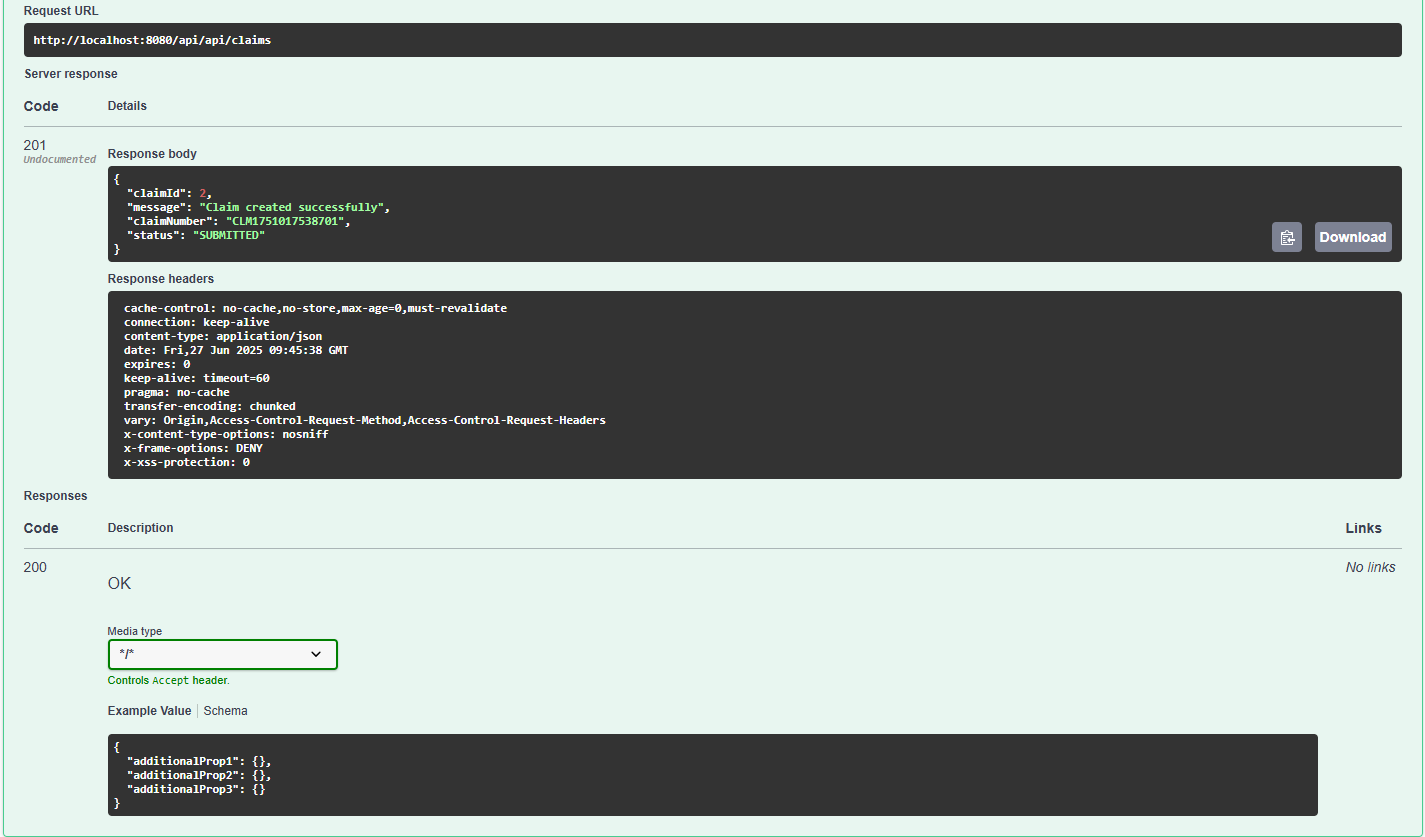 Request URL
http://localhost:8080/api/api/claims
Server response
Code Details
201
Undocumented
Response body
{
  "claimId": 2,
  "message": "Claim created successfully",
  "claimNumber": "CLM1751017538701",
  "status": "SUBMITTED"
}
Download
Response headers
cache-control: no-cache,no-store,max-age=0,must-revalidate
connection: keep-alive
content-type: application/json
date: Fri,27 Jun 2025 09:45:38 GMT
expires: 0
keep-alive: timeout=60
pragma: no-cache
transfer-encoding: chunked
vary: Origin,Access-Control-Request-Method,Access-Control-Request-Headers
x-content-type-options: nosniff
x-frame-options: DENY
x-xss-protection: 0
Responses
Code Description Links
200 No links
OK
Media type
*/*
Controls Accept header.
Example Value Schema
{
  "additionalProp1": {},
  "additionalProp2": {},
  "additionalProp3": {}
}